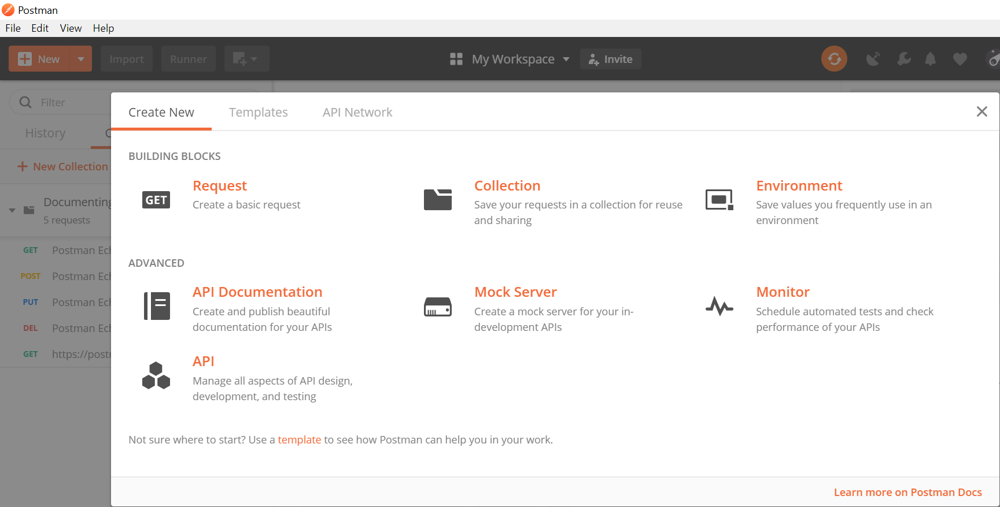 Postman
File Edit View Help
New Import Runner My Workspace Invite
Filter
Create New Templates API Network
History
BUILDING BLOCKS
New Collection
GET
Request
Create a basic request
Collection
Save your requests in a collection for reuse
and sharing
Environment
Save values you frequently use in an
environment
Documenting
5 requests
GET Postman
POST Postman
PUT Postman
DEL Postman
GET
ADVANCED
API Documentation
Create and publish beautiful
documentation for your APIs
Mock Server
Create a mock server for your in-
development APIs
Monitor
Schedule automated tests and check
performance of your APIs
API
Manage all aspects of API design,
development, and testing
Not sure where to start? Use a template to see how Postman can help you in your work.
Learn more on Postman Docs